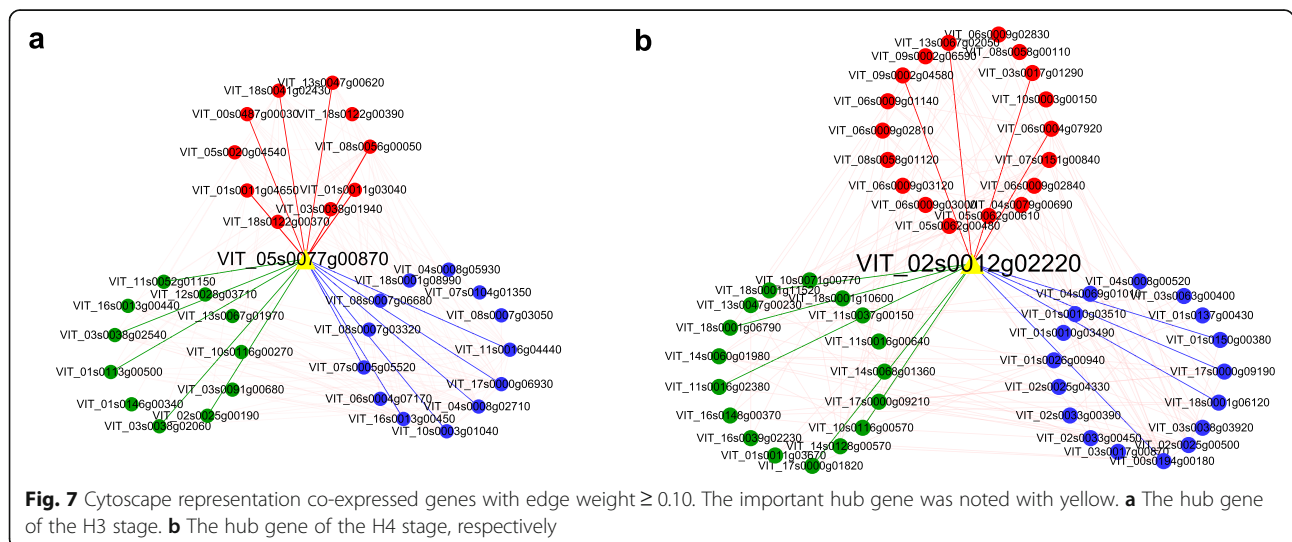 a
VIT_13s0047g00620
VIT_18s0041g02430
VIT_00s0487g00030
VIT_18s0122g00390
VIT_05s0020g04540
VIT_08s0056g00050
VIT_01s0011g04650
VIT_01s0011g03040
VIT_03s0038g01940
VIT_18s0122g00370
VIT_05s0077g00870
VIT_11s0052g01150
VIT_12s0028g03710
VIT_16s0013g00440
VIT_13s0067g01970
VIT_03s0038g02540
VIT_10s0116g00270
VIT_01s0113g00500
VIT_03s0091g00680
VIT_01s0146g00340
VIT_02s0025g00190
VIT_03s0038g02060
VIT_04s0008g05930
VIT_18s0001g08990
VIT_07s0104g01350
VIT_08s0007g06680
VIT_08s0007g03050
VIT_08s0007g03320
VIT_11s0016g04440
VIT_07s0005g05520
VIT_17s0000g06930
VIT_06s0004g07170
VIT_04s0008g02710
VIT_16s0013g00450
VIT_10s0003g01040
b
VIT_06s0009g02830
VIT_13s0067g02050
VIT_08s0058g00110
VIT_09s0002g06590
VIT_09s0002g04580
VIT_03s0017g01290
VIT_06s0009g01140
VIT_10s0003g00150
VIT_06s0009g02810
VIT_06s0004g07920
VIT_08s0058g01120
VIT_07s0151g00840
VIT_06s0009g03120
VIT_06s0009g02840
VIT_06s0009g03000
VIT_04s0079g00690
VIT_05s0062g00610
VIT_05s0062g00480
VIT_02s0012g02220
VIT_10s0071g00770
VIT_18s0001g11520
VIT_18s0001g10600
VIT_13s0047g00230
VIT_11s0037g00150
VIT_18s0001g06790
VIT_11s0016g00640
VIT_14s0060g01980
VIT_14s0068g01360
VIT_11s0016g02380
VIT_17s0000g09210
VIT_16s0148g00370
VIT_10s0116g00570
VIT_16s0039g02230
VIT_14s0128g00570
VIT_01s0011g03670
VIT_17s0000g01820
VIT_04s0008g00520
VIT_04s0069g01010
VIT_03s0063g00400
VIT_01s0010g03510
VIT_01s0137g00430
VIT_01s0010g03490
VIT_01s0150g00380
VIT_01s0026g00940
VIT_17s0000g09190
VIT_02s0025g04330
VIT_18s0001g06120
VIT_02s0033g00390
VIT_03s0038g03920
VIT_02s0033g00450
VIT_02s0025g00500
VIT_03s0017g00870
VIT_00s0194g00180
Fig. 7 Cytoscape representation co-expressed genes with edge weight ≥ 0.10. The important hub gene was noted with yellow. a The hub gene
of the H3 stage. b The hub gene of the H4 stage, respectively